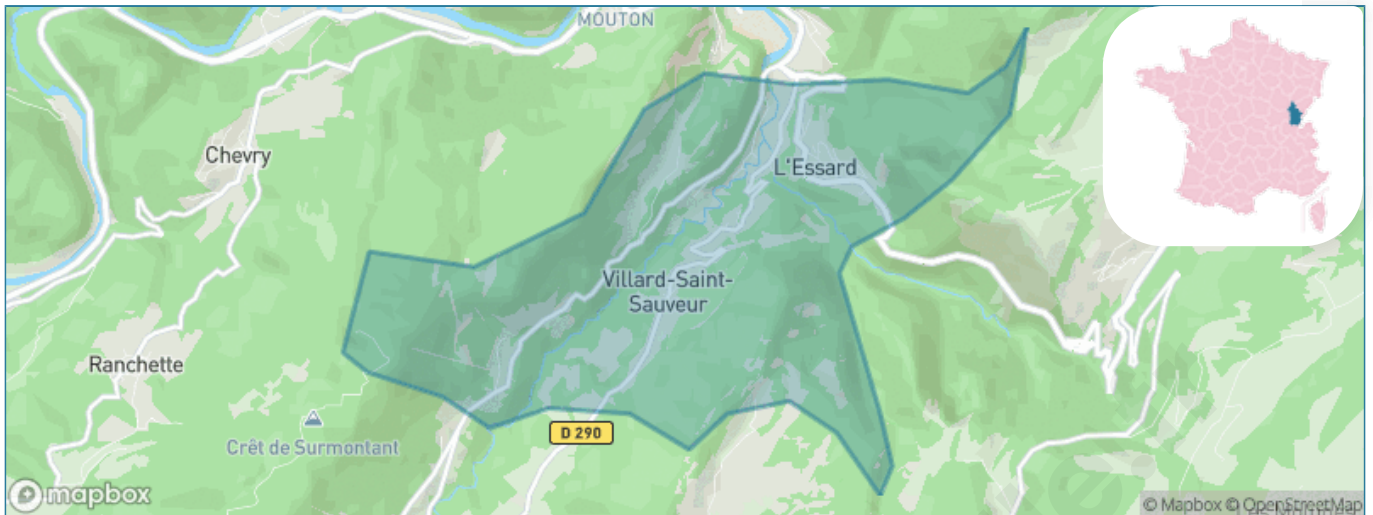 MOUTON
Chevry
L'Essard
Villard-Saint-
Sauveur
Ranchette
Crêt de Surmontant
D 290
mapbox
© Mapbox © OpenStreetMap